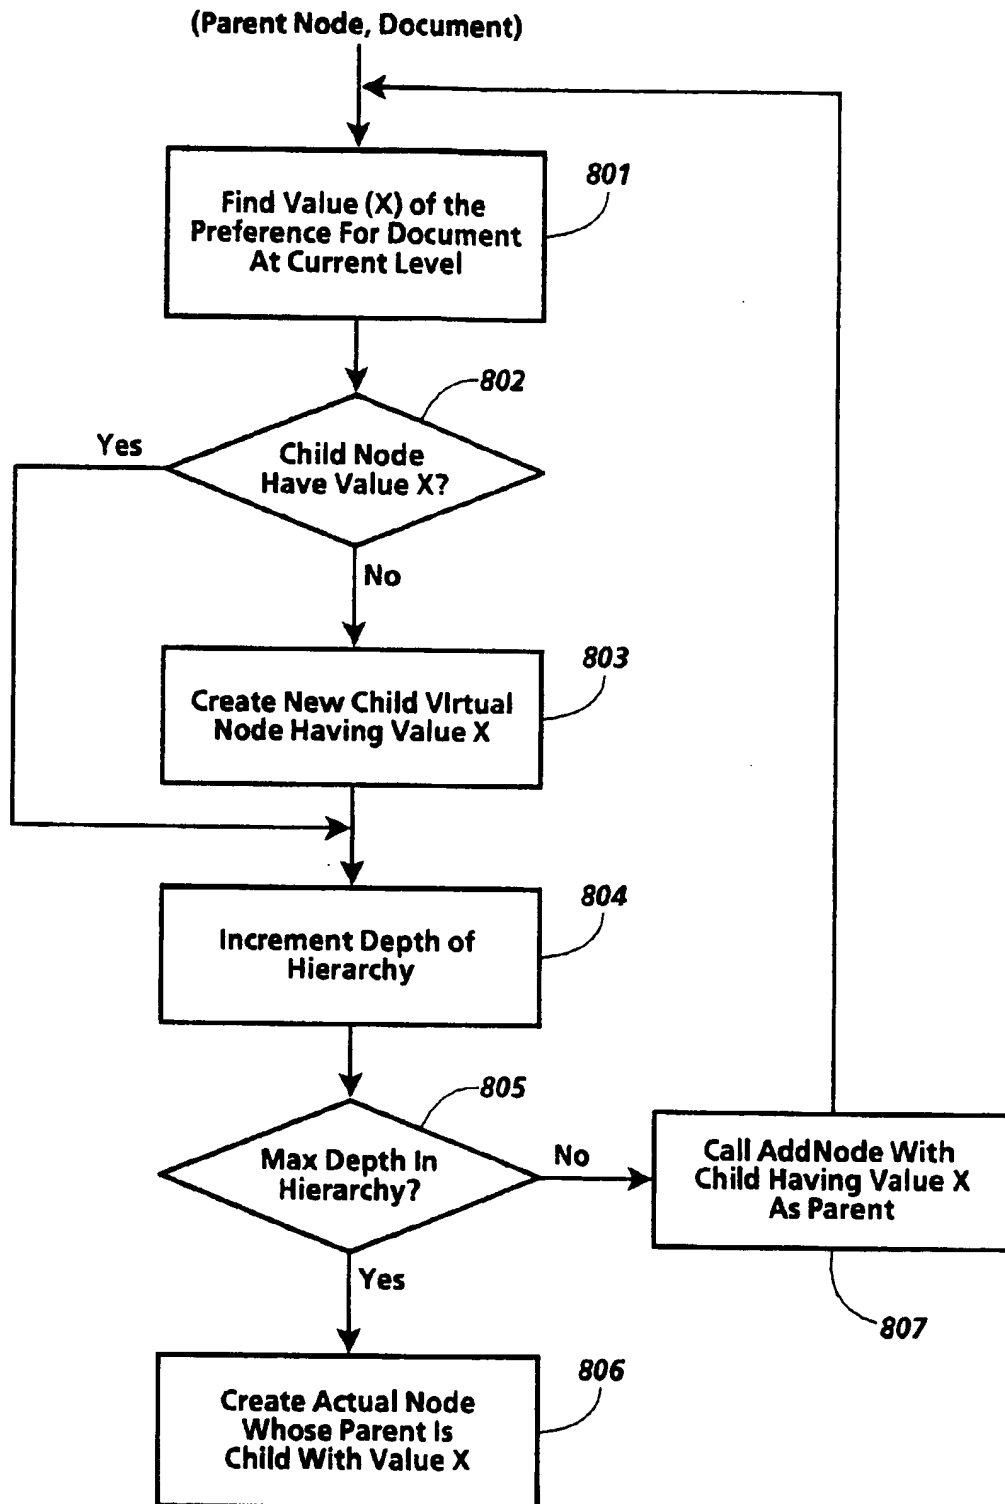 (Parent Node, Document)
801
Find Value (X) of the
Preference For Document
At Current Level
802
Yes
Child Node
Have Value X?
No
803
Create New Child Virtual
Node Having Value X
804
Increment Depth of
Hierarchy
805
Max Depth In
Hierarchy?
No
Call AddNode With
Child Having Value X
As Parent
Yes
807
806
Create Actual Node
Whose Parent Is
Child With Value X